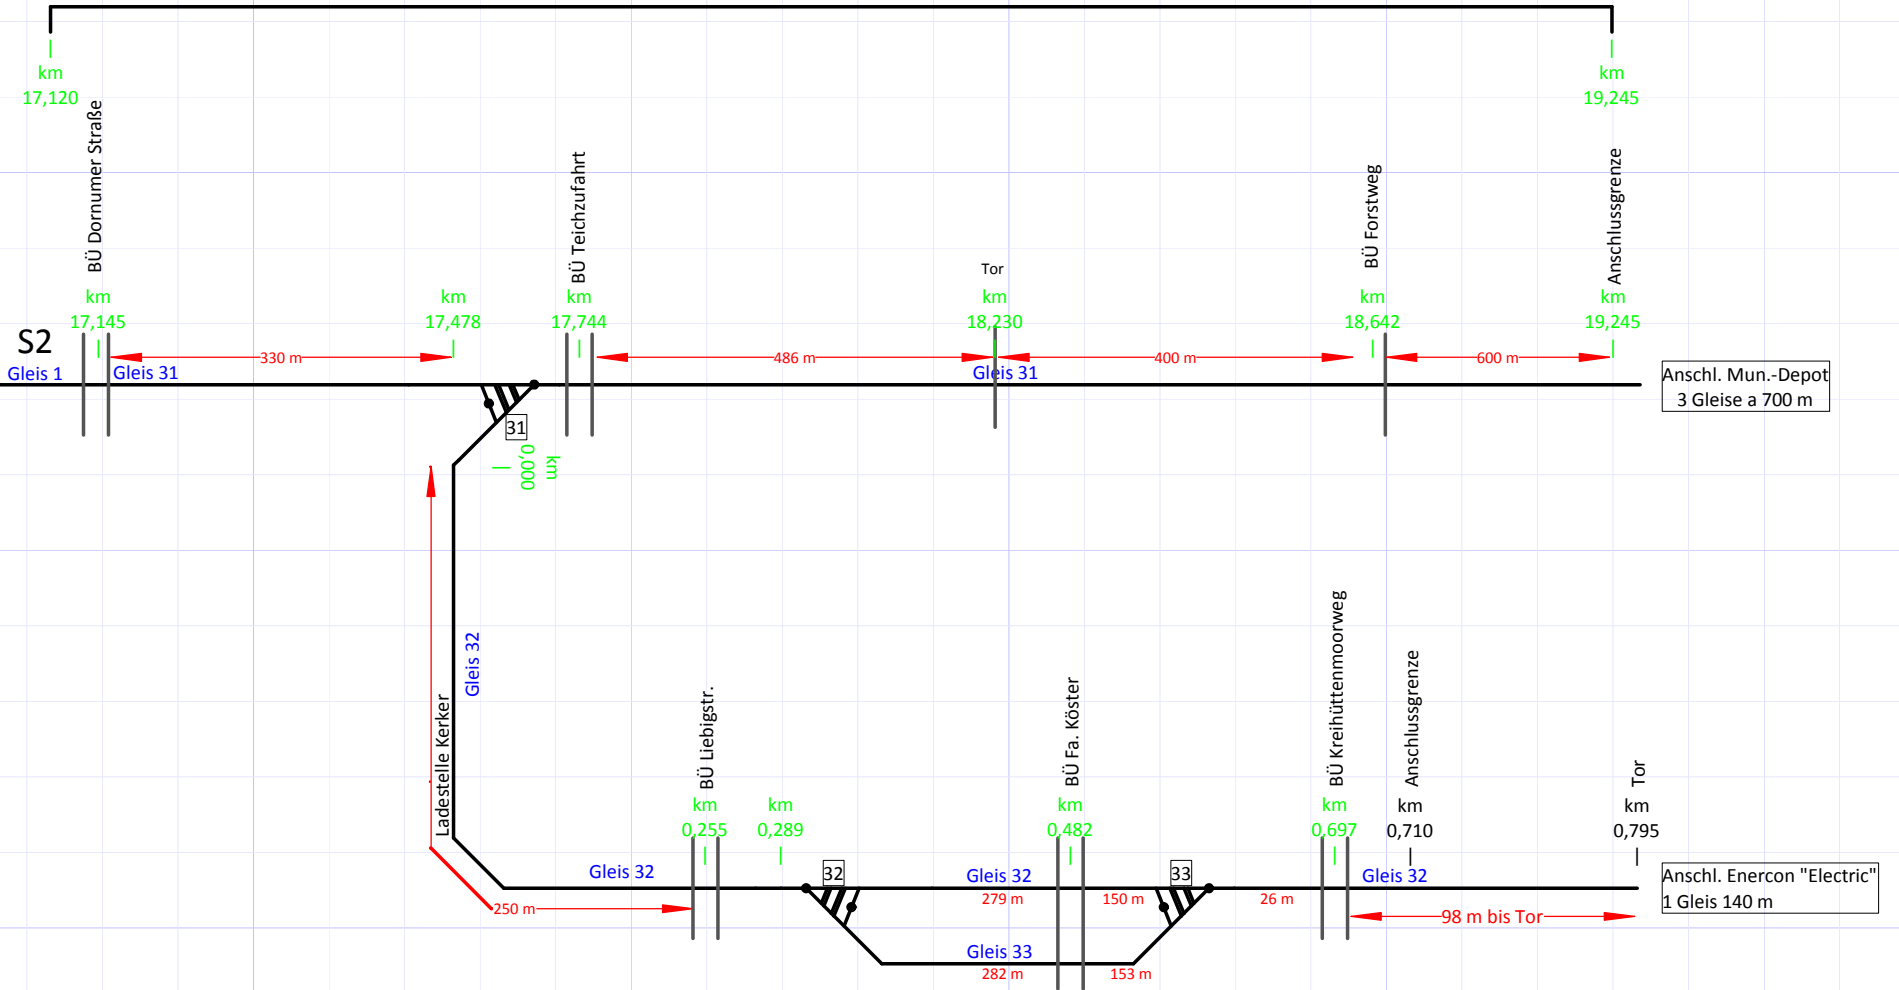 km
17,120
km
19,245
BÜ Dornumer Straße
BÜ Teichzufahrt
Tor
BÜ Forstweg
Anschlussgrenze
km
17,145
km
17,478
km
17,744
km
18,230
km
18,642
km
19,245
S2
Gleis 1
Gleis 31
330 m
486 m
Gleis 31
400 m
600 m
Anschl. Mun.-Depot
3 Gleise a 700 m
31
km
0,000
Gleis 32
Ladestelle Kerker
BÜ Liebigstr.
BÜ Fa. Köster
BÜ Kreihüttenmoorweg
Anschlussgrenze
Tor
km
0,255
km
0,289
km
0,482
km
0,697
km
0,710
km
0,795
Gleis 32
32
Gleis 32
33
Gleis 32
250 m
279 m
150 m
26 m
98 m bis Tor
Anschl. Enercon "Electric"
1 Gleis 140 m
Gleis 33
282 m
153 m